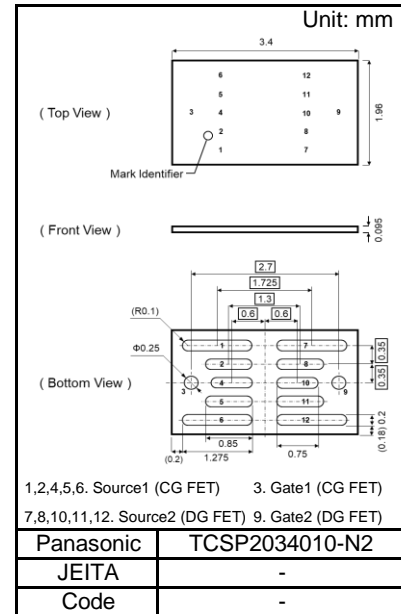 Unit: mm
3.4
6 12
5 11
( Top View ) 3 4 10 9 1.96
2 8
1 7
Mark Identifier
( Front View ) 0.095
2.7
1.725
1.3
(R0.1) 0.6 0.6
1 7
Φ0.25 2 8 0.35
( Bottom View ) 3 4 10 9 0.35
5 11
6 12 (0.18) 0.2
0.85 0.75
(0.2) 1.275
1,2,4,5,6. Source1 (CG FET) 3. Gate1 (CG FET)
7,8,10,11,12. Source2 (DG FET) 9. Gate2 (DG FET)
Panasonic TCSP2034010-N2
JEITA -
Code -